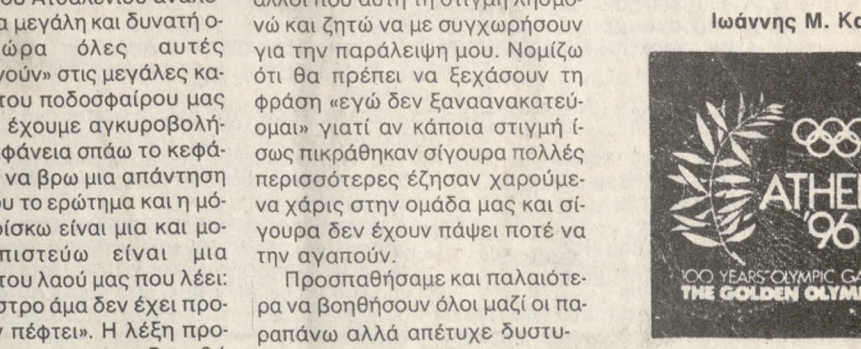 α μεγάλη και δυνατή ο-
ώρα όλες αυτές
νούν» στις μεγάλες κα-
του ποδοσφαίρου μας
έχουμε αγκυροβολή-
φάνεια σπάω το κεφά-
να βρω μια απάντηση
υ το ερώτημα και η μό-
ρίσκω είναι μια και μο-
πιστεύω είναι μια
του λαού μας που λέει:
στρο άμα δεν έχει προ-
ν πέφτει». Η λέξη προ-
νώ και ζητώ να με συγχωρήσουν
για την παράλειψη μου. Νομίζω
ότι θα πρέπει να ξεχάσουν τη
φράση «εγώ δεν ξαναανακατεύ-
ομαι» γιατί αν κάποια στιγμή ί-
σως πικράθηκαν σίγουρα πολλές
περισσότερες έζησαν χαρούμε-
να χάρις στην ομάδα μας και σί-
γουρα δεν έχουν πάψει ποτέ να
την αγαπούν.
Προσπαθήσαμε και παλαιότε-
ρα να βοηθήσουν όλοι μαζί οι πα-
ραπάνω αλλά απέτυχε δυστυ-
Ιωάννης Μ. Κα
ATHEN
'96
100 YEARS OLYMPIC GA
THE GOLDEN OLYMP